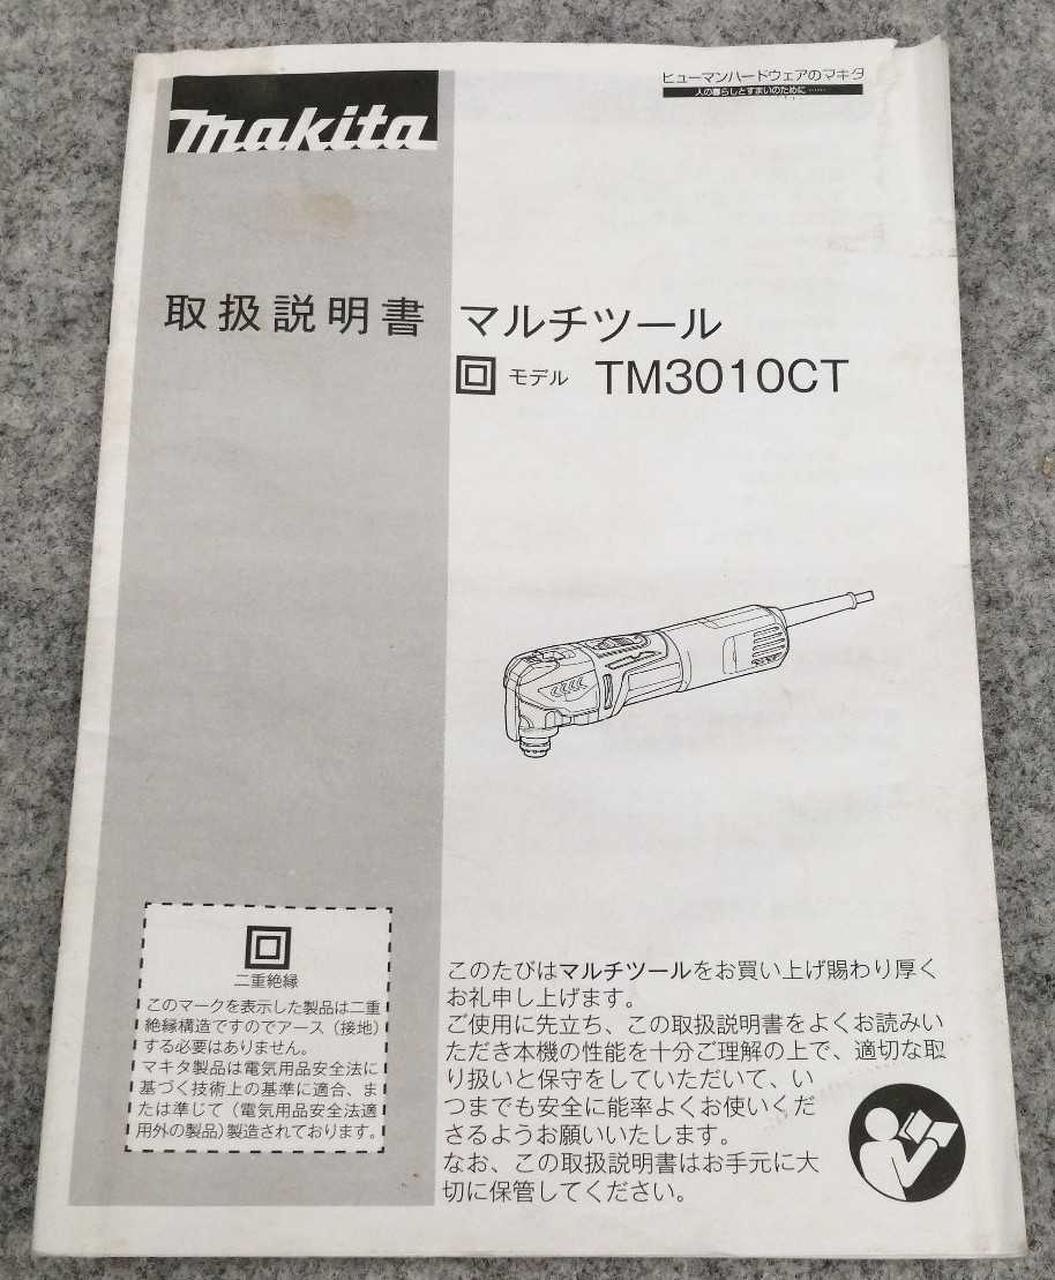 makita
ヒューマンハードウェアのマキタ
人の暮らしとすまいのために……
取扱説明書
マルチツール
モデル TM3010CT
二重絶縁
このマークを表示した製品は二重
絶縁構造ですのでアース（接地）
する必要はありません。
マキタ製品は電気用品安全法に
基づく技術上の基準に適合、ま
たは準じて（電気用品安全法適
用外の製品）製造されております。
このたびはマルチツールをお買い上げ賜わり厚く
お礼申し上げます。
ご使用に先立ち、この取扱説明書をよくお読みい
ただき本機の性能を十分ご理解の上で、適切な取
り扱いと保守をしていただいて、い
つまでも安全に能率よくお使いくだ
さるようお願いいたします。
なお、この取扱説明書はお手元に大
切に保管してください。